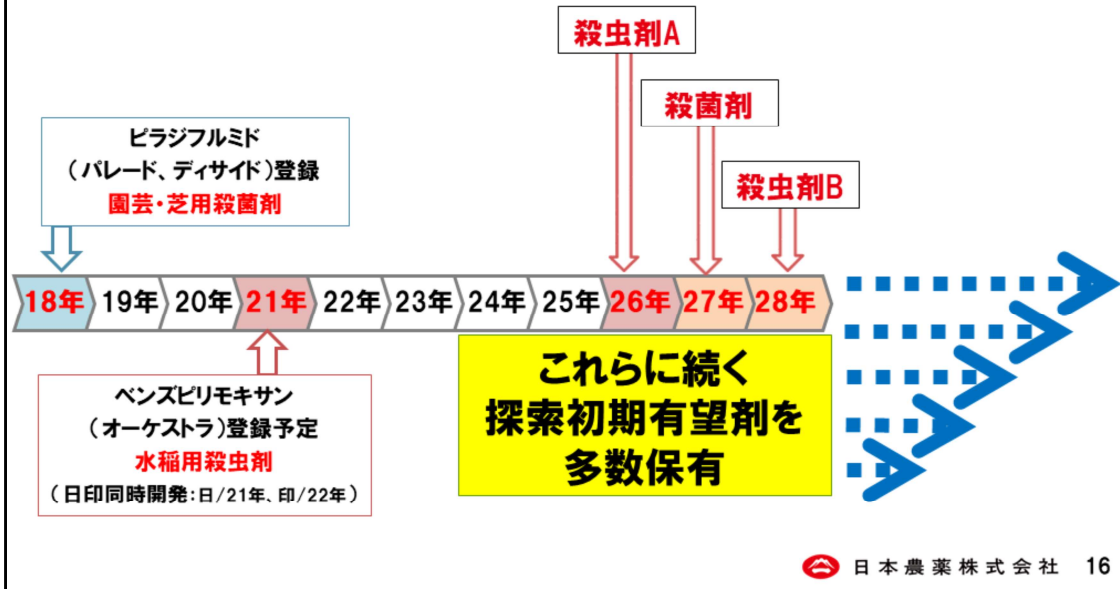 殺虫剤A
殺菌剤
殺虫剤B
ピラジフルミド
（パレード、ディサイド）登録
園芸・芝用殺菌剤
18年 19年 20年 21年 22年 23年 24年 25年 26年 27年 28年
ベンズピリモキサン
（オーケストラ）登録予定
水稲用殺虫剤
（日印同時開発：日/21年、印/22年）
これらに続く
探索初期有望剤を
多数保有
日本農薬株式会社 16